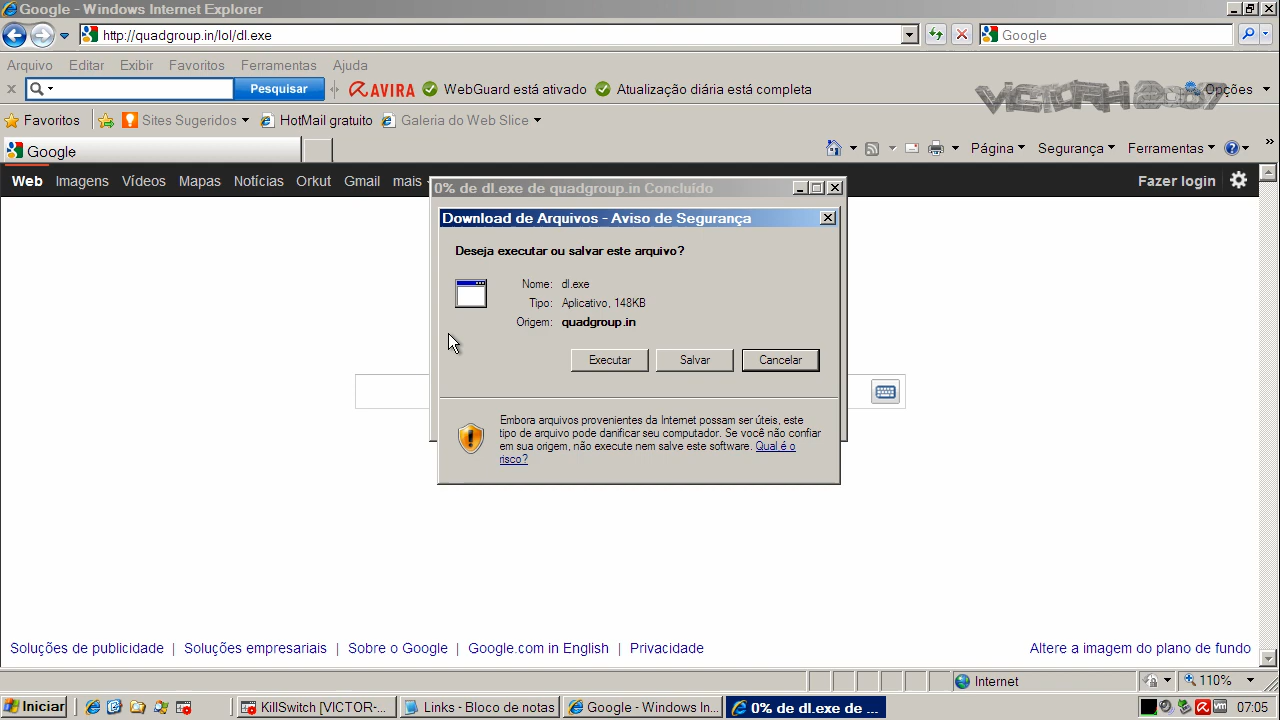 Google - Windows Internet Explorer
http://quadgroup.in/lol/dl.exe
Google
Arquivo Editar Exibir Favoritos Ferramentas Ajuda
Pesquisar
AVIRA
WebGuard está ativado
Atualização diária está completa
Opções
VICTORH 2007
Favoritos
Sites Sugeridos
HotMail gratuito
Galeria do Web Slice
Google
Página
Segurança
Ferramentas
»
Web Imagens Vídeos Mapas Notícias Orkut Gmail mais
Fazer login
0% de dl.exe de quadgroup.in Concluído
Download de Arquivos - Aviso de Segurança
Deseja executar ou salvar este arquivo?
Nome: dl.exe
Tipo: Aplicativo, 148KB
Origem: quadgroup.in
Executar
Salvar
Cancelar
Embora arquivos provenientes da Internet possam ser úteis, este
tipo de arquivo pode danificar seu computador. Se você não confiar
em sua origem, não execute nem salve este software. Qual é o
risco?
Soluções de publicidade | Soluções empresariais | Sobre o Google | Google.com in English | Privacidade
Altere a imagem do plano de fundo
Internet
110%
Iniciar
KillSwitch [VICTOR-...
Links - Bloco de notas
Google - Windows In...
0% de dl.exe de ...
07:05